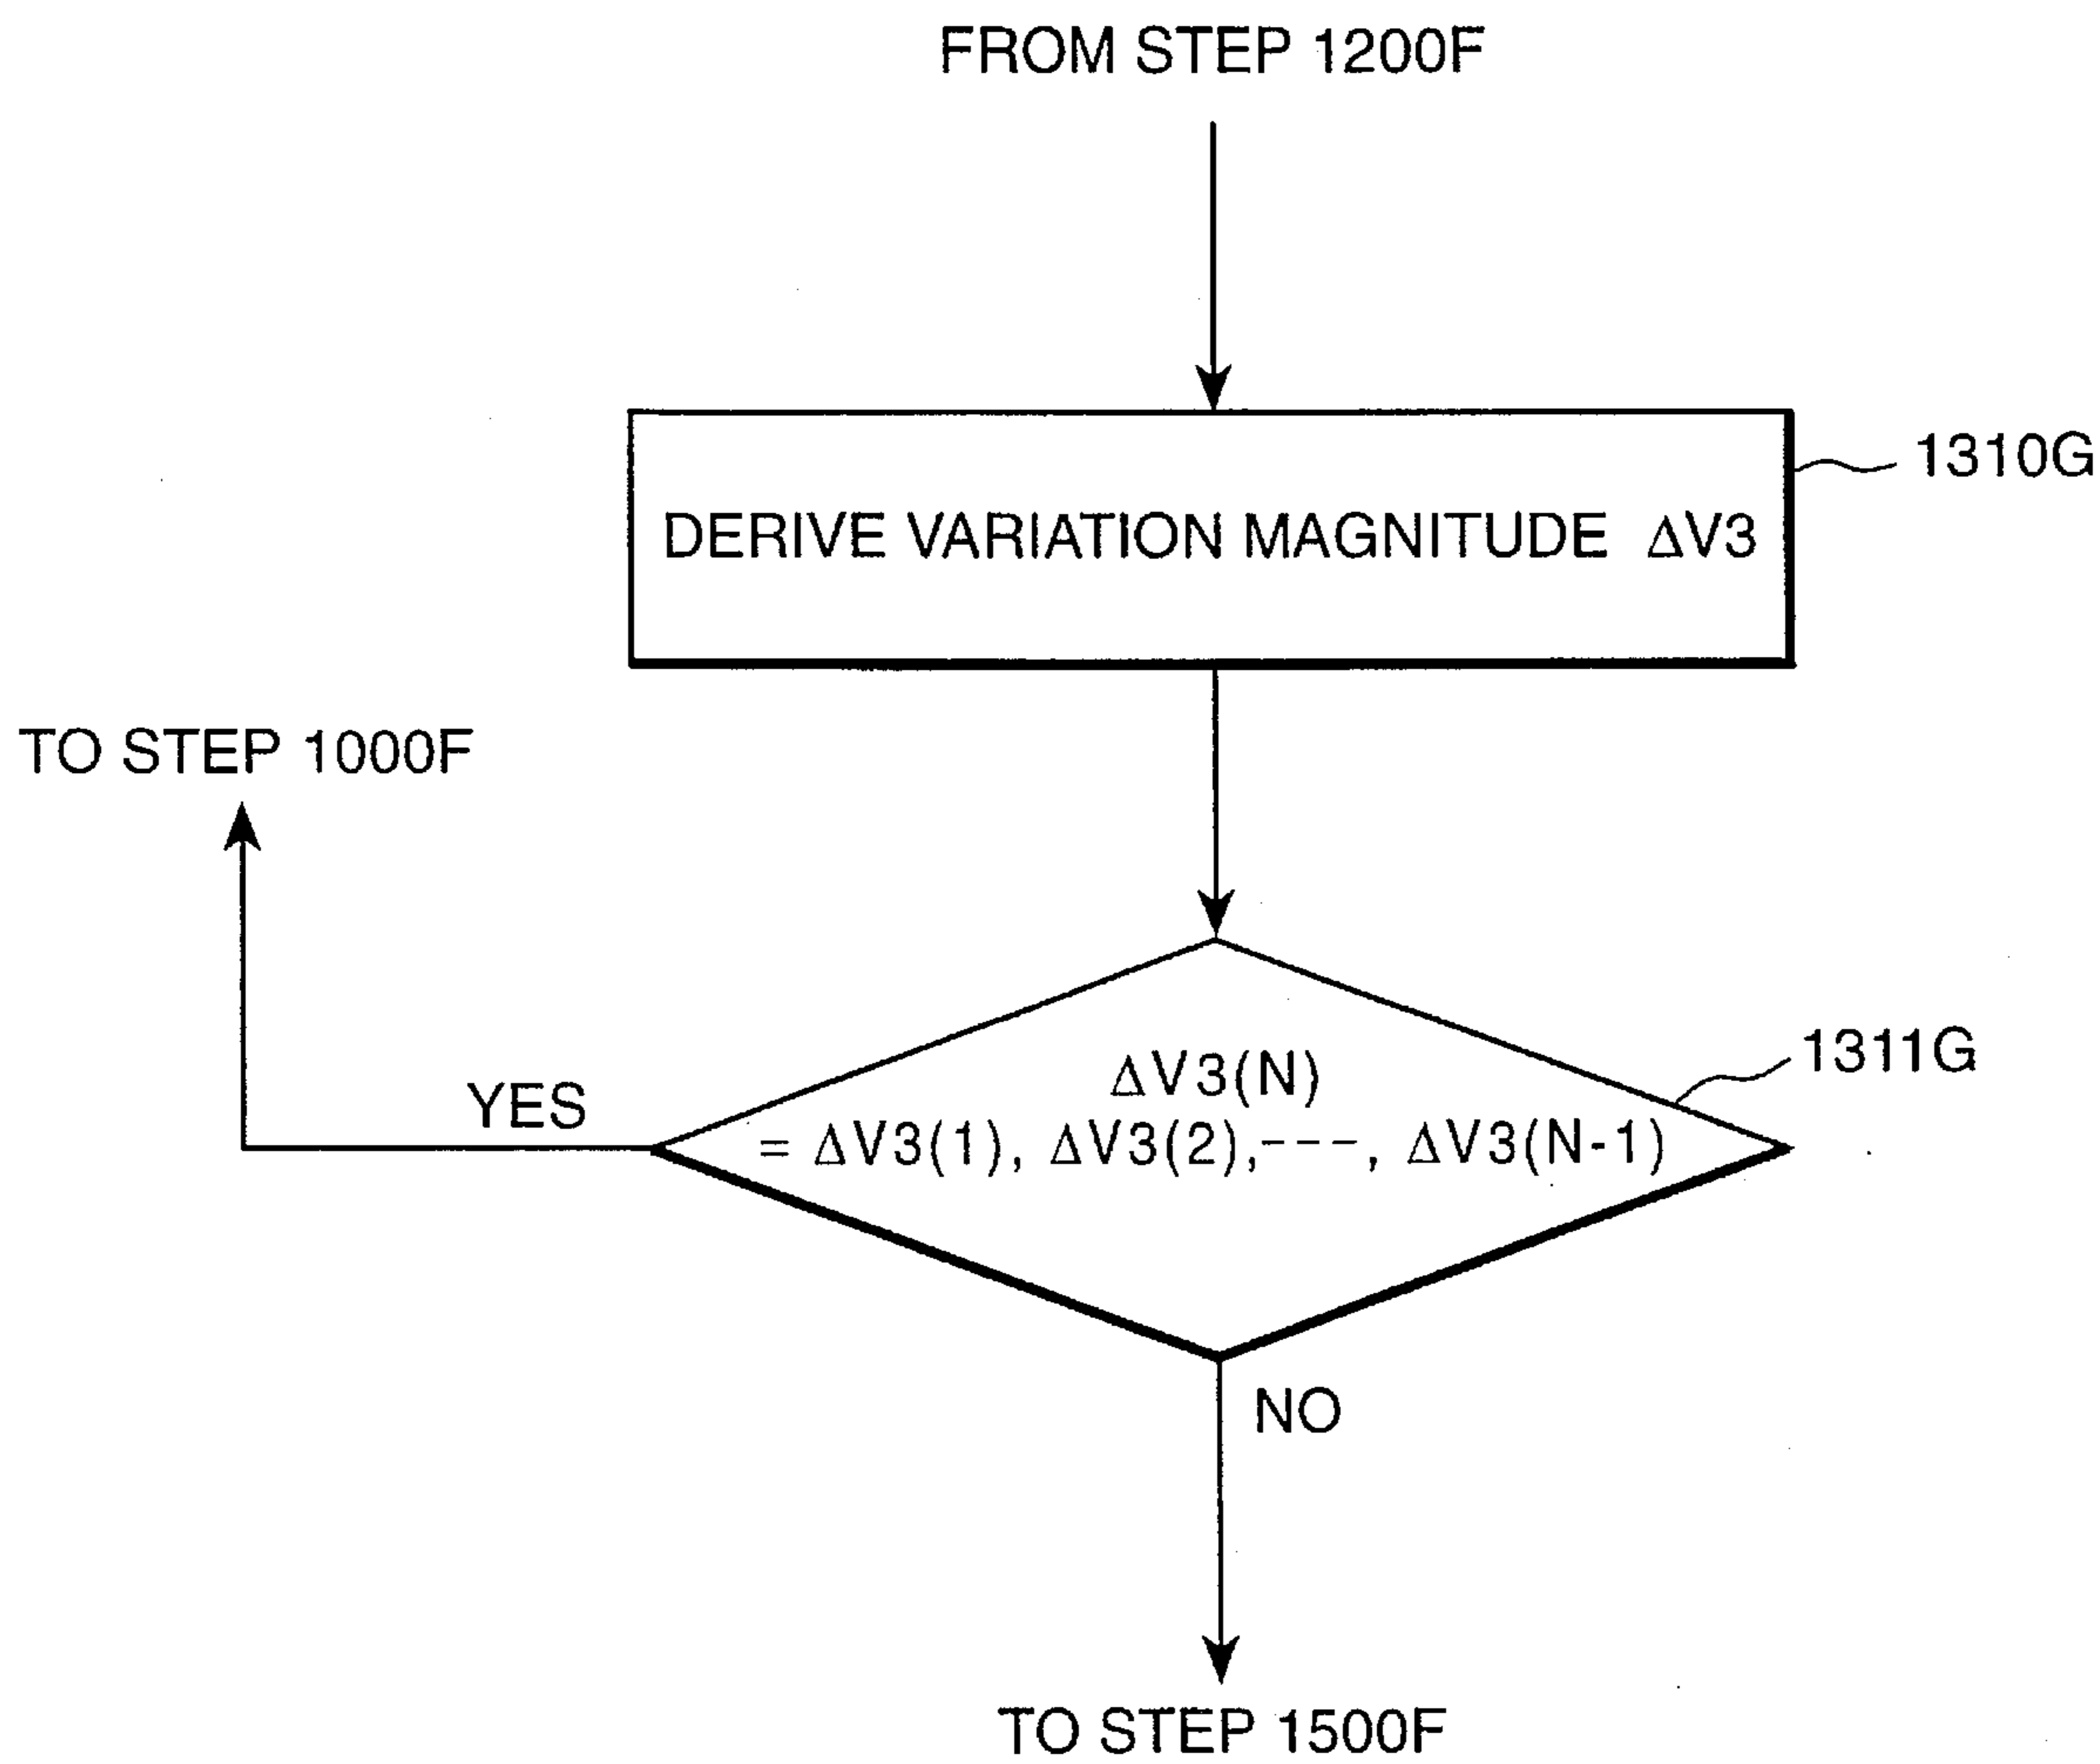 FROM STEP 1200F
1310G
DERIVE VARIATION MAGNITUDE ΔV3
TO STEP 1000F
1311G
ΔV3(N)
YES
= ΔV3(1), ΔV3(2),---, ΔV3(N-1)
NO
TO STEP 1500F